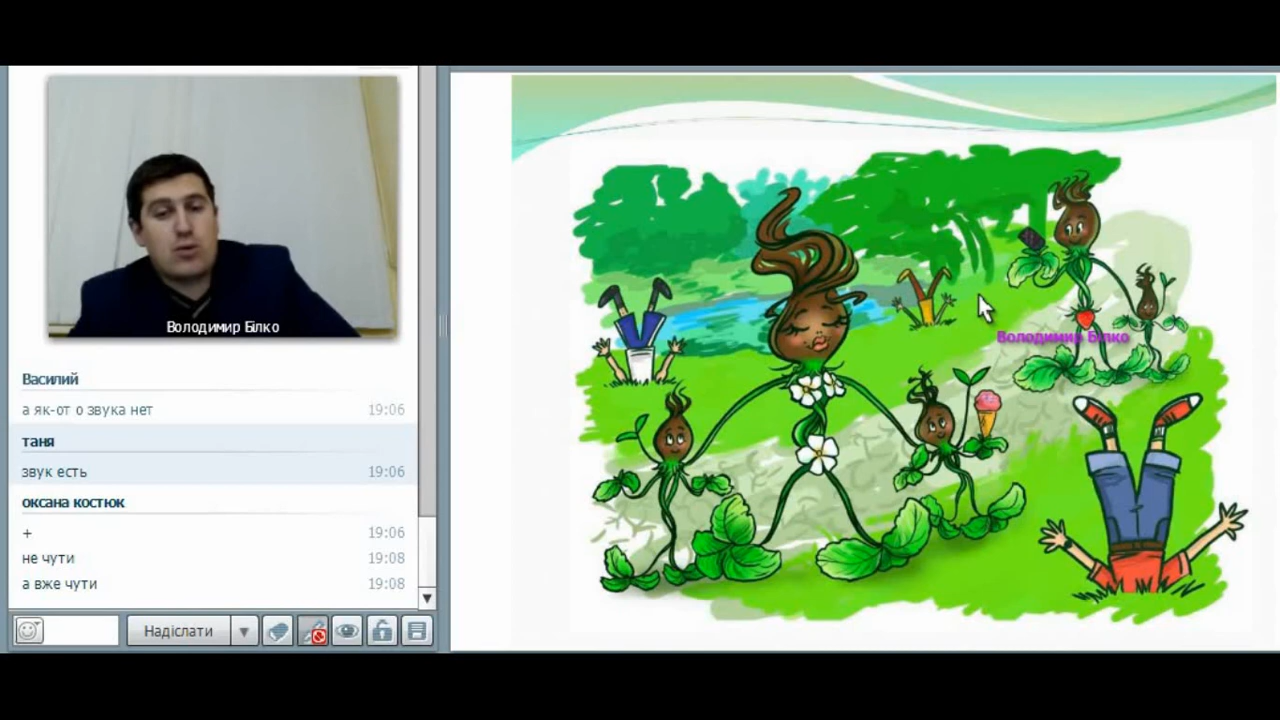 Володимир Білко
Василий
а як-от о звука нет
19:06
таня
звук есть
19:06
оксана костюк
+
19:06
не чути
19:08
а вже чути
19:08
Надіслати
Володимир Білко